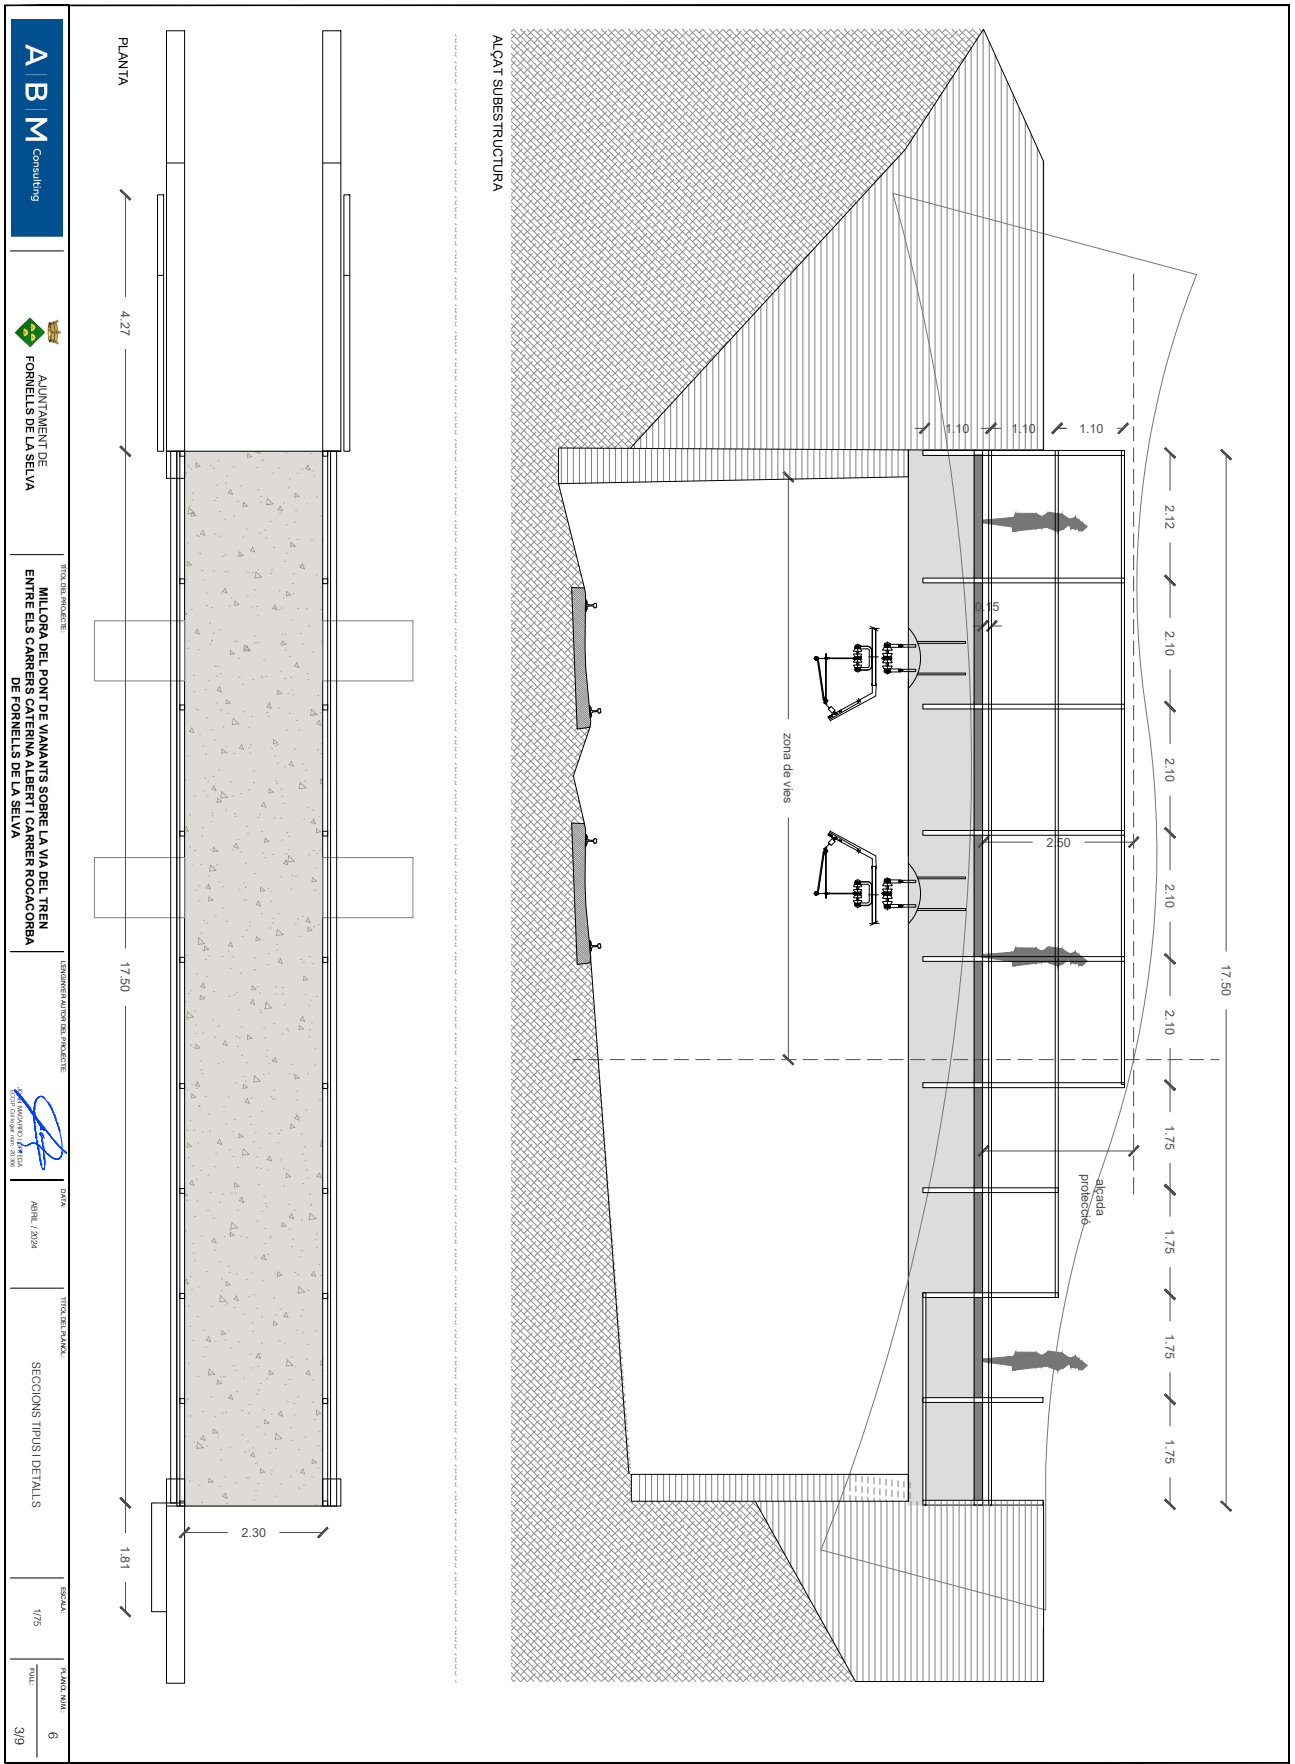 ALÇAT SUBESTRUCTURA
17.50
2.12
2.10
2.10
2.10
2.10
1.75
1.75
1.75
1.75
1.10
1.10
1.10
0.15
2.50
alçada
protecció
zona de vies
PLANTA
4.27
17.50
1.81
2.30
A B M Consulting
AJUNTAMENT DE
FORNELLS DE LA SELVA
TÍTOL DEL PROJECTE:
MILLORA DEL PONT DE VIANANTS SOBRE LA VIA DEL TREN
ENTRE ELS CARRERS CATERINA ALBERT I CARRER ROCACORBA
DE FORNELLS DE LA SELVA
L'ENGINYER AUTOR DEL PROJECTE:
DATA:
ABRIL / 2024
TÍTOL DEL PLÀNOL:
SECCIONS TIPUS I DETALLS
ESCALA:
1/75
PLÀNOL NÚM.:
6
FULL:
3/9